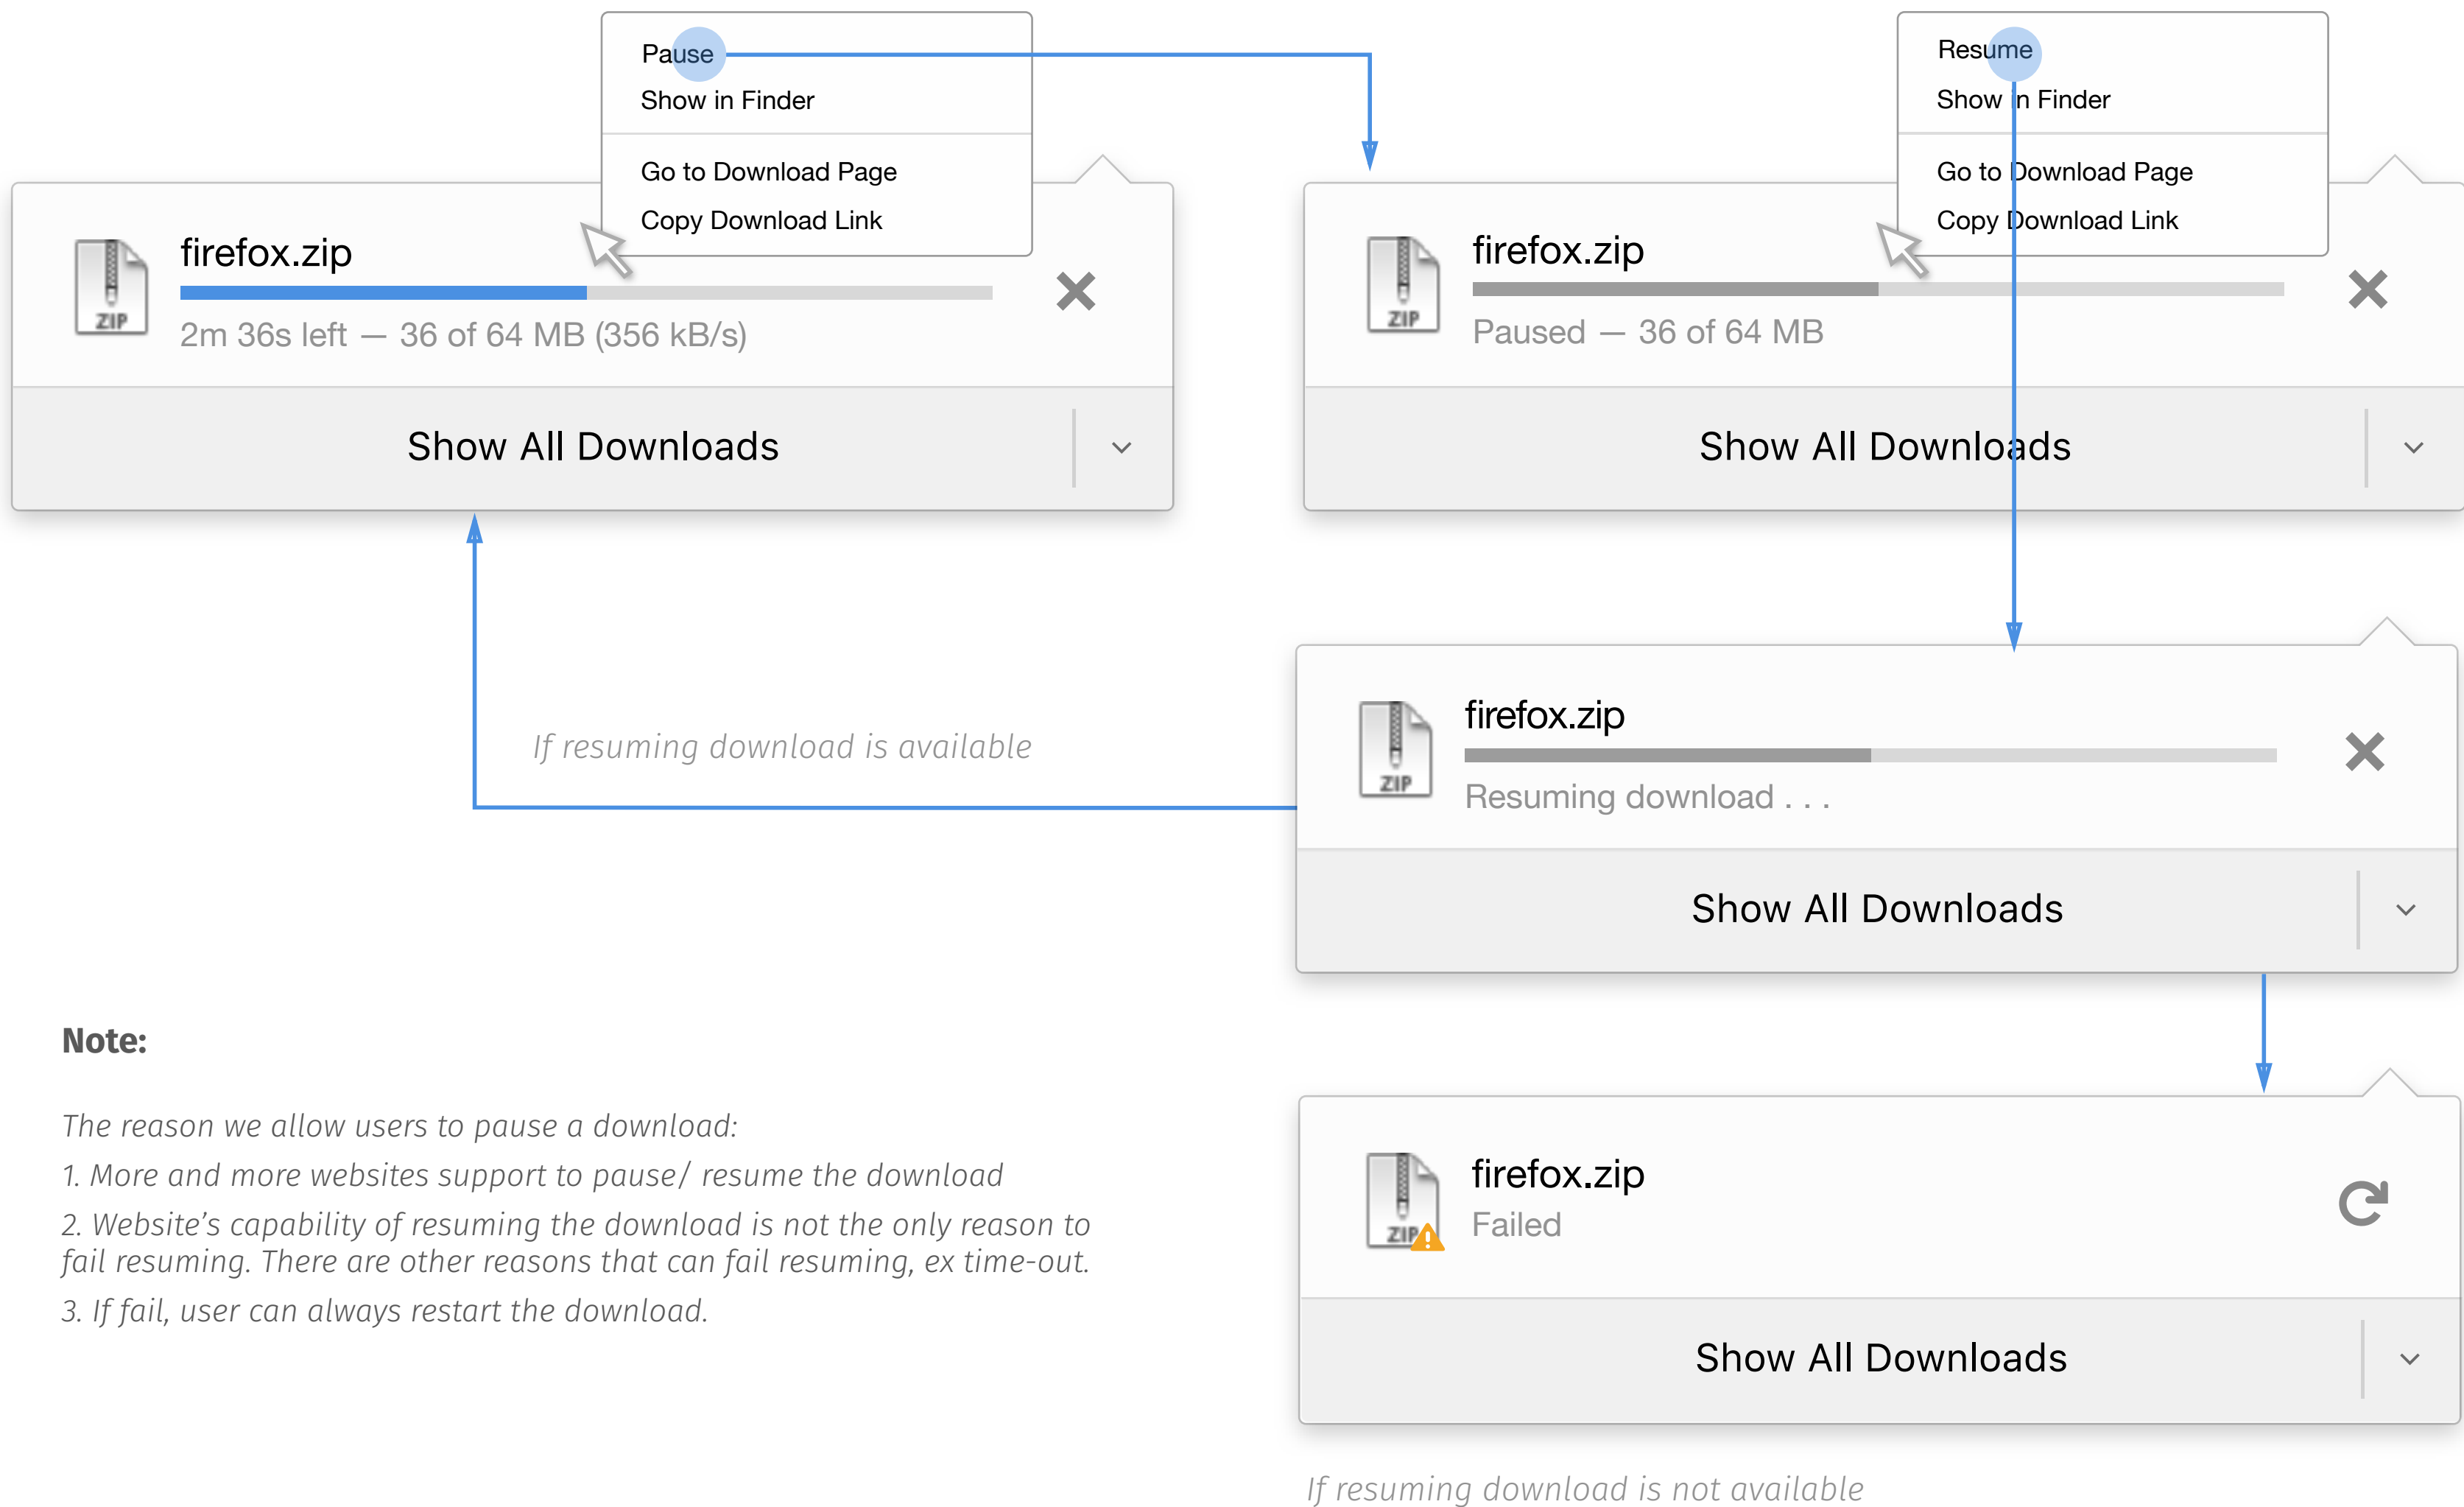 Pause
Show in Finder
Go to Download Page
Copy Download Link
firefox.zip
ZIP
2m 36s left — 36 of 64 MB (356 kB/s)
Show All Downloads
Resume
Show in Finder
Go to Download Page
Copy Download Link
firefox.zip
ZIP
Paused — 36 of 64 MB
Show All Downloads
If resuming download is available
firefox.zip
ZIP
Resuming download . . .
Show All Downloads
Note:
The reason we allow users to pause a download:
1. More and more websites support to pause/ resume the download
2. Website’s capability of resuming the download is not the only reason to
fail resuming. There are other reasons that can fail resuming, ex time-out.
3. If fail, user can always restart the download.
firefox.zip
ZIP
Failed
Show All Downloads
If resuming download is not available